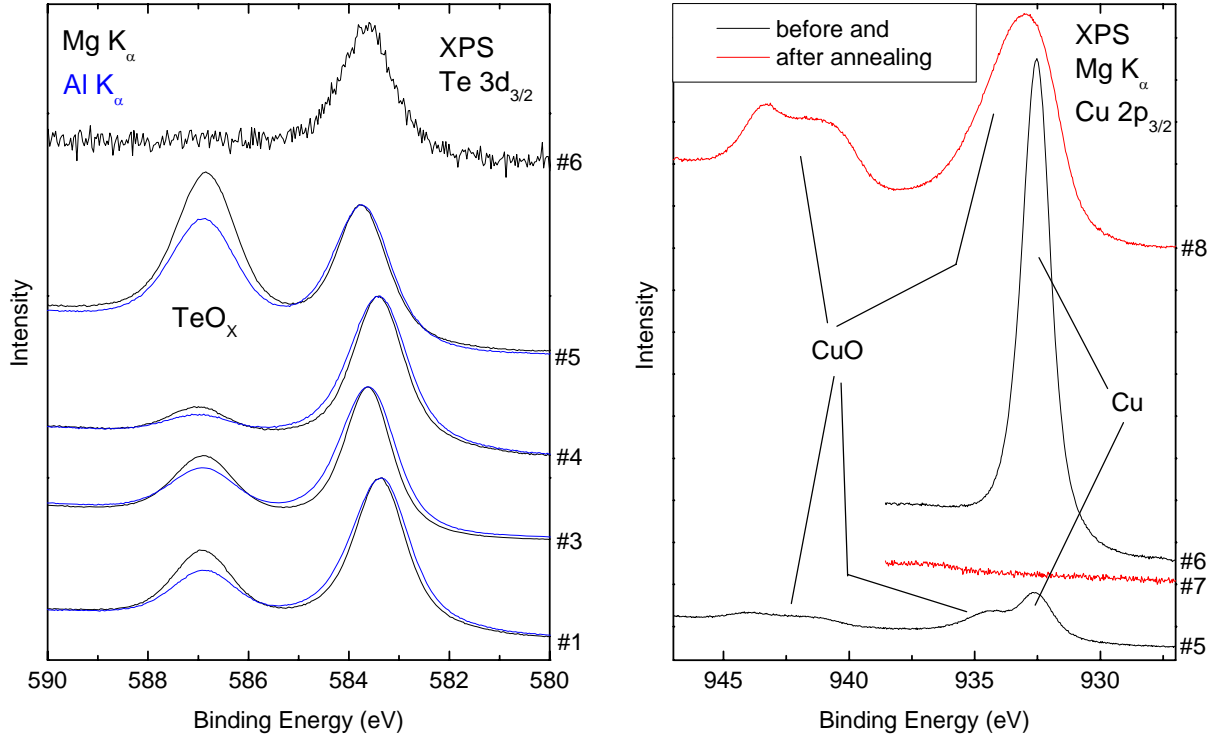 Mg Kα
Al Kα
XPS
Te 3d3/2
#6
TeOX
#5
#4
#3
#1
Intensity
590 588 586 584 582 580
Binding Energy (eV)
before and
after annealing
XPS
Mg Kα
Cu 2p3/2
#8
CuO
Cu
#6
#7
#5
Intensity
945 940 935 930
Binding Energy (eV)